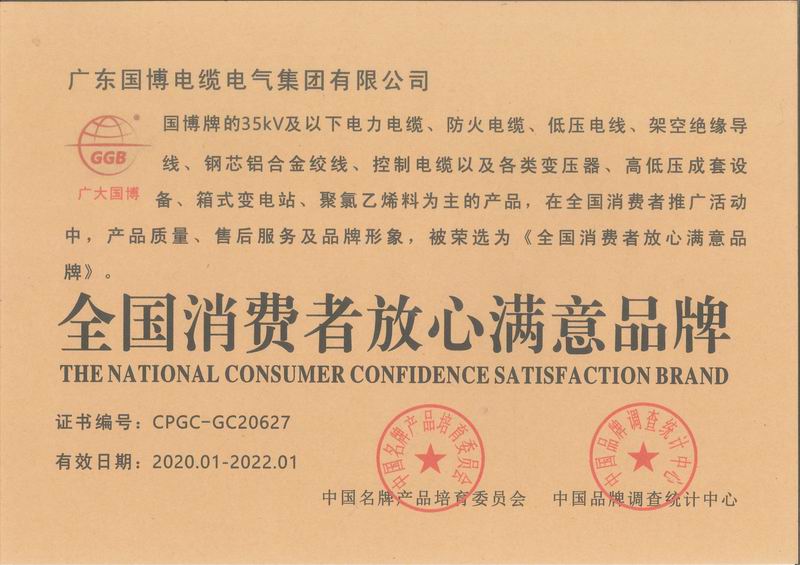 广东国博电缆电气集团有限公司
GGB
广大国博
国博牌的35kV及以下电力电缆、防火电缆、低压电线、架空绝缘导
线、钢芯铝合金绞线、控制电缆以及各类变压器、高低压成套设
备、箱式变电站、聚氯乙烯料为主的产品，在全国消费者推广活动
中，产品质量、售后服务及品牌形象，被荣选为《全国消费者放心满意品
牌》。
全国消费者放心满意品牌
THE NATIONAL CONSUMER CONFIDENCE SATISFACTION BRAND
证书编号：CPGC-GC20627
有效日期：2020.01-2022.01
中国名牌产品培育委员会
中国品牌调查统计中心
中国名牌产品培育委员会 中国品牌调查统计中心